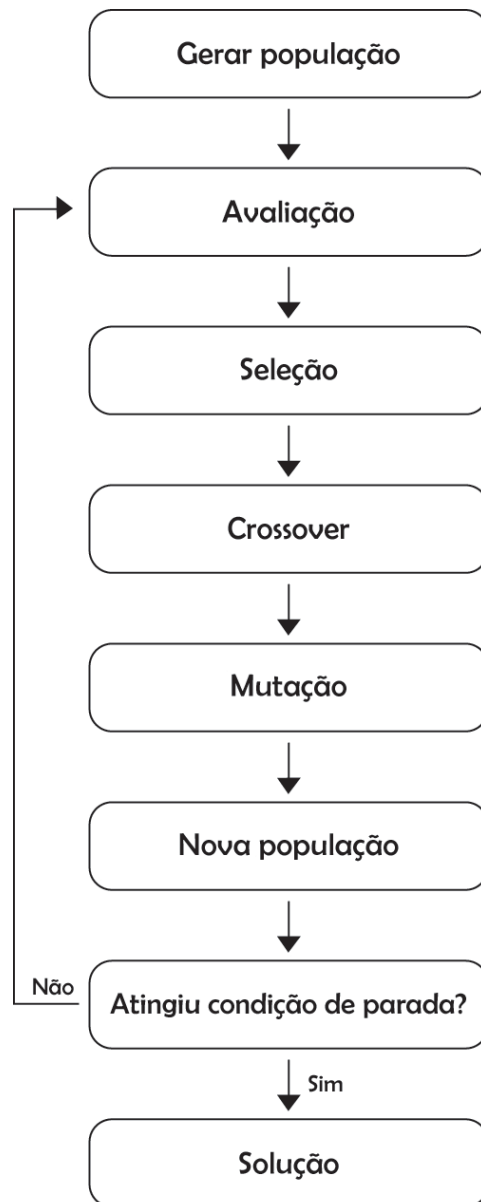 Gerar população
Avaliação
Seleção
Crossover
Mutação
Nova população
Não
Atingiu condição de parada?
Sim
Solução